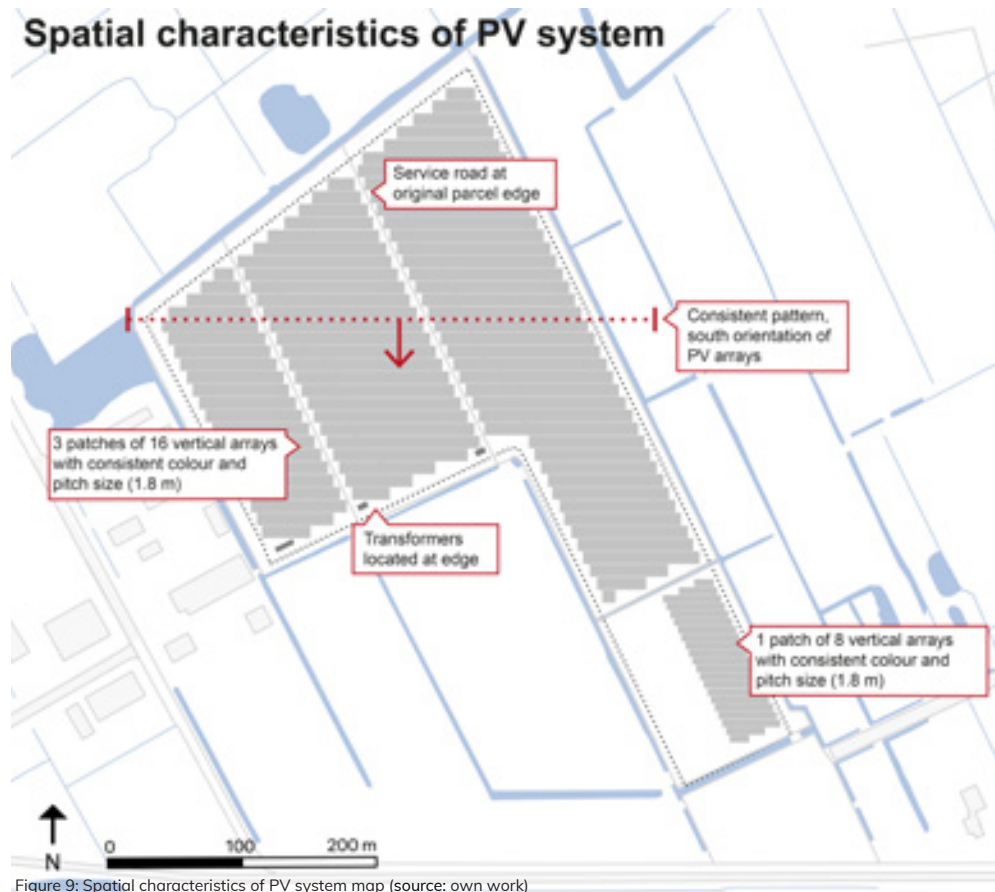 Spatial characteristics of PV system
Service road at
original parcel edge
Consistent pattern,
south orientation of
PV arrays
3 patches of 16 vertical arrays
with consistent colour and
pitch size (1.8 m)
Transformers
located at edge
1 patch of 8 vertical arrays
with consistent colour and
pitch size (1.8 m)
N
0 100 200 m
Figure 9: Spatial characteristics of PV system map (source: own work)